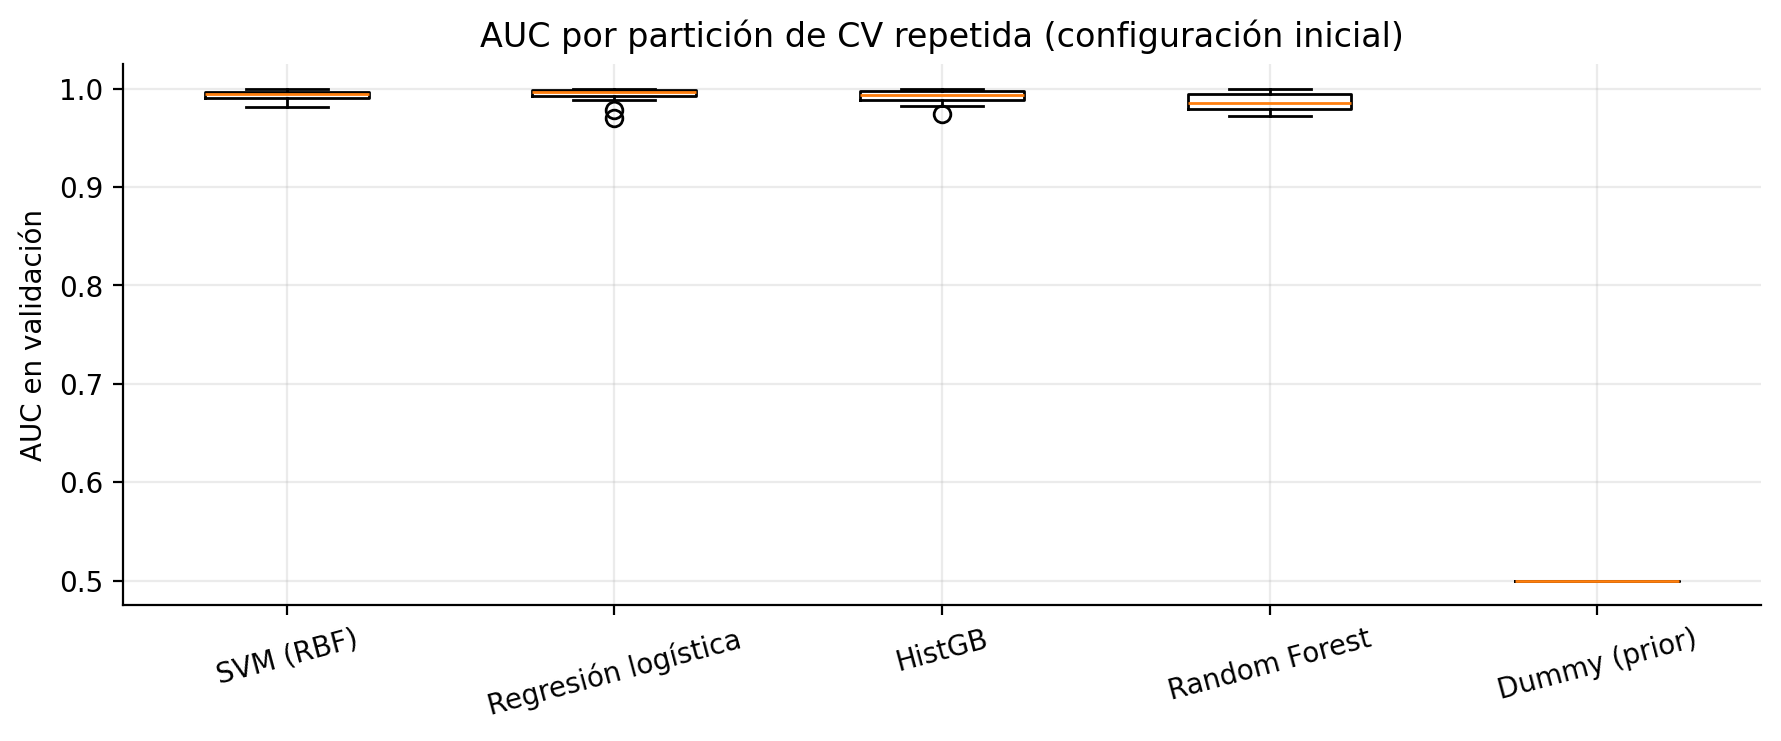 AUC por partición de CV repetida (configuración inicial)
AUC en validación
1.0
0.9
0.8
0.7
0.6
0.5
SVM (RBF)
Regresión logística
HistGB
Random Forest
Dummy (prior)